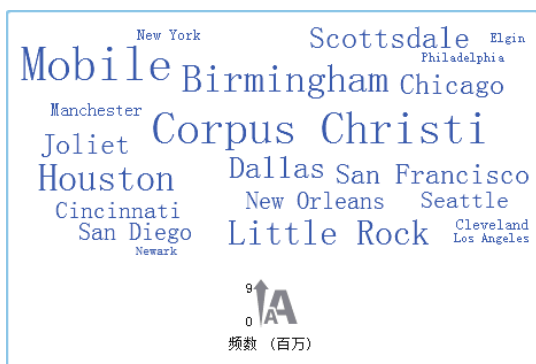 New York
Scottsdale
Elgin
Philadelphia
Mobile
Birmingham
Chicago
Manchester
Corpus Christi
Joliet
Dallas
San Francisco
Houston
New Orleans
Seattle
Cincinnati
San Diego
Little Rock
Cleveland
Los Angeles
Newark
9
A
A
0
频数 (百万)